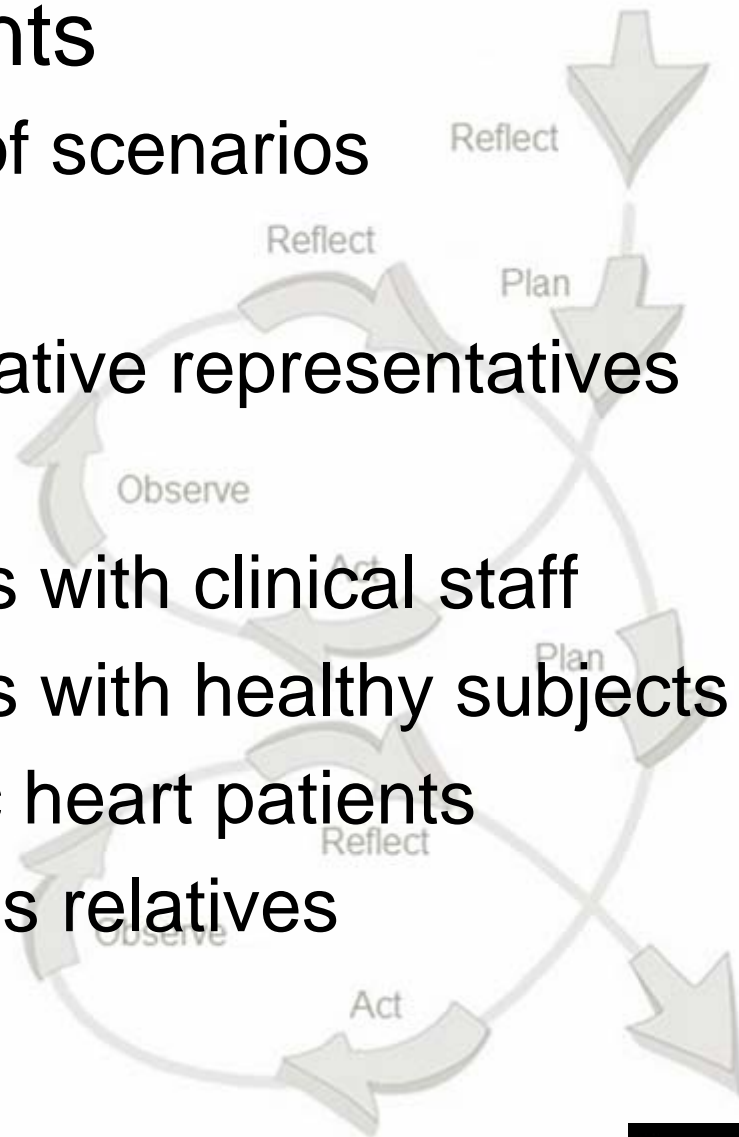 nts
of scenarios
Reflect
Reflect
Plan
ative representatives
Observe
s with clinical staff
Act
Plan
s with healthy subjects
c heart patients
Reflect
s relatives
Observe
Act